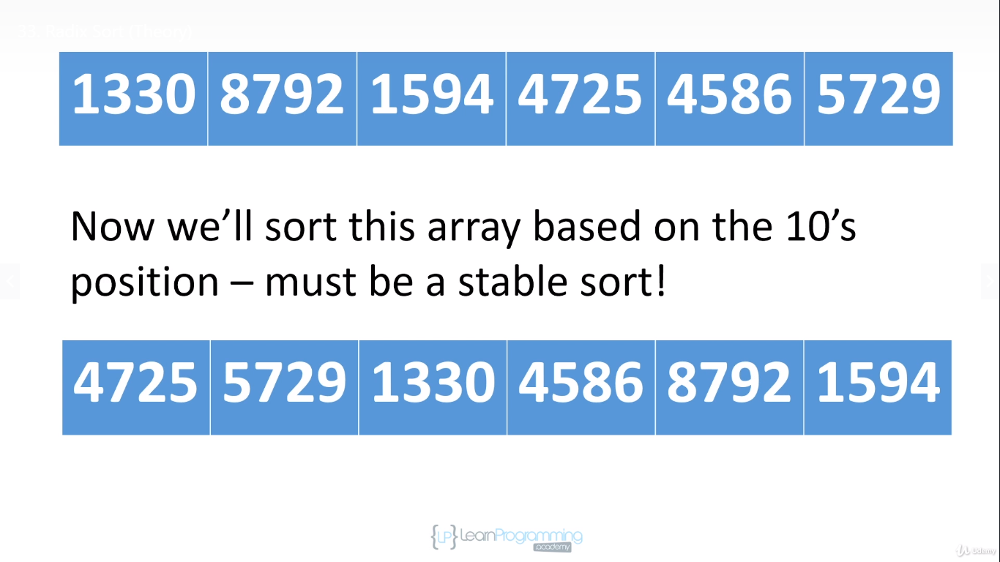 33. Radix Sort (Theory)
1330 8792 1594 4725 4586 5729
Now we’ll sort this array based on the 10’s
position – must be a stable sort!
4725 5729 1330 4586 8792 1594
{LP} LearnProgramming
.academy
Udemy